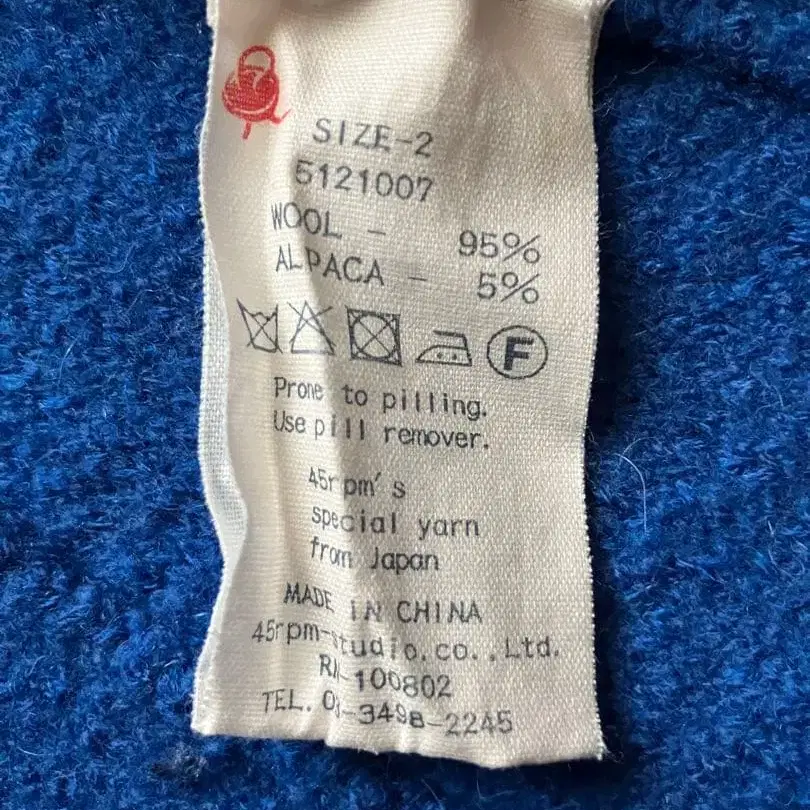 SIZE-2
5121007
WOOL - 95%
ALPACA - 5%
F
Prone to pilling.
Use pill remover.
45rpm's
special yarn
from Japan
MADE IN CHINA
45rpm-studio.co.,Ltd.
RN-100802
TEL. 03-3498-2245